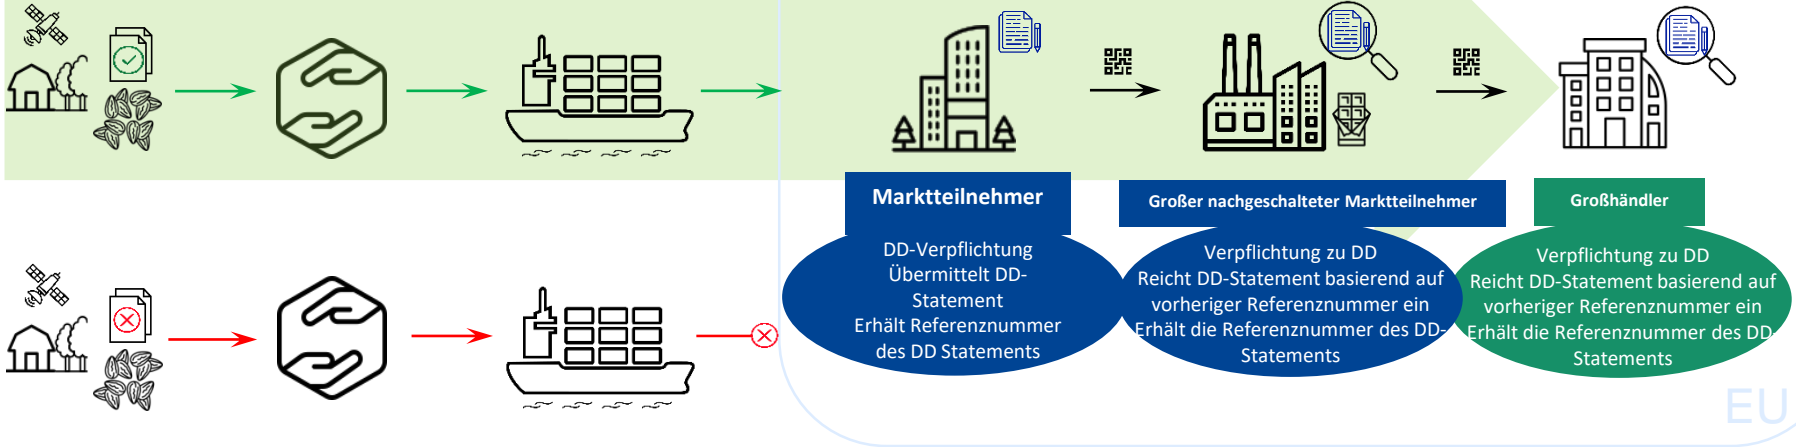 Marktteilnehmer
DD-Verpflichtung
Übermittelt DD-
Statement
Erhält Referenznummer
des DD Statements
Großer nachgeschalteter Marktteilnehmer
Verpflichtung zu DD
Reicht DD-Statement basierend auf
vorheriger Referenznummer ein
Erhält die Referenznummer des DD-
Statements
Großhändler
Verpflichtung zu DD
Reicht DD-Statement basierend auf
vorheriger Referenznummer ein
Erhält die Referenznummer des DD-
Statements
EU